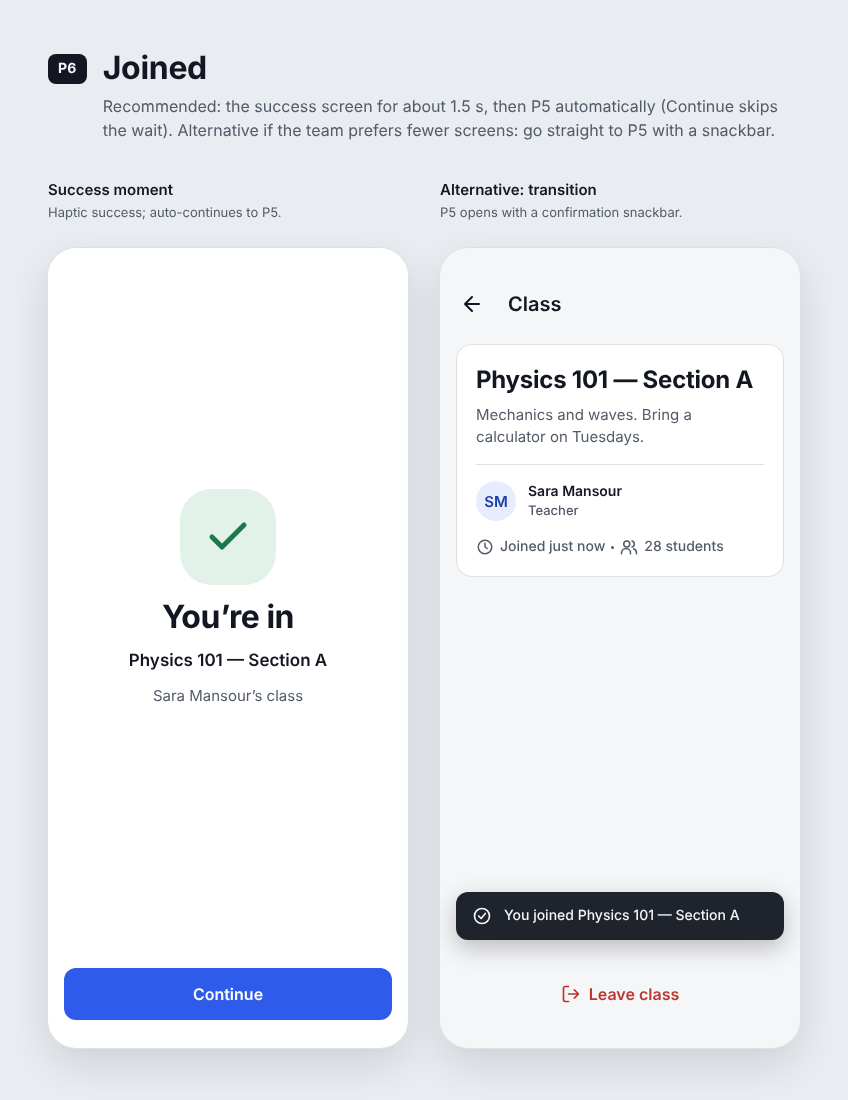 P6
Joined
Recommended: the success screen for about 1.5 s, then P5 automatically (Continue skips
the wait). Alternative if the team prefers fewer screens: go straight to P5 with a snackbar.
Success moment
Haptic success; auto-continues to P5.
You’re in
Physics 101 — Section A
Sara Mansour’s class
Continue
Alternative: transition
P5 opens with a confirmation snackbar.
Class
Physics 101 — Section A
Mechanics and waves. Bring a
calculator on Tuesdays.
SM
Sara Mansour
Teacher
Joined just now • 28 students
You joined Physics 101 — Section A
Leave class